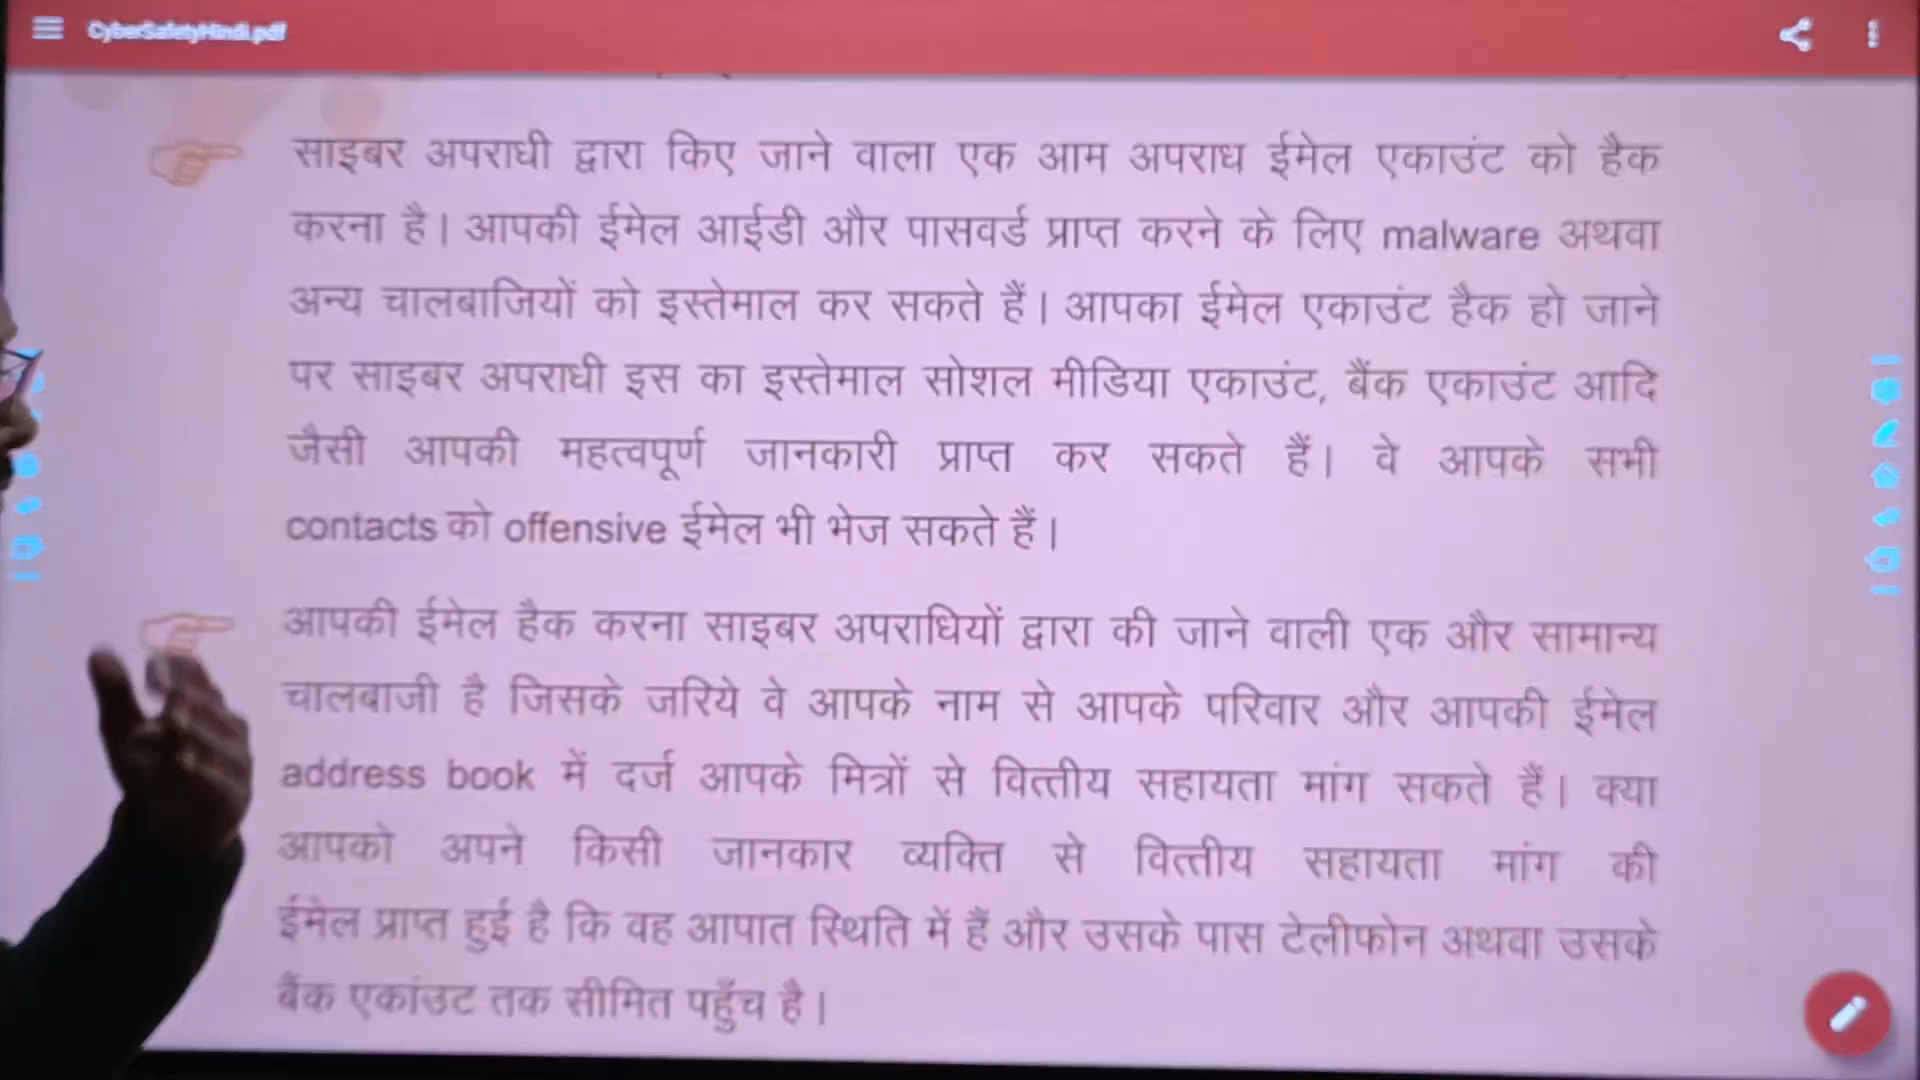 CyberSafetyHindi.pdf
साइबर अपराधी द्वारा किए जाने वाला एक आम अपराध ईमेल एकाउंट को हैक
करना है। आपकी ईमेल आईडी और पासवर्ड प्राप्त करने के लिए malware अथवा
अन्य चालबाजियों को इस्तेमाल कर सकते हैं। आपका ईमेल एकाउंट हैक हो जाने
पर साइबर अपराधी इस का इस्तेमाल सोशल मीडिया एकाउंट, बैंक एकाउंट आदि
जैसी आपकी महत्वपूर्ण जानकारी प्राप्त कर सकते हैं। वे आपके सभी
contacts को offensive ईमेल भी भेज सकते हैं।
आपकी ईमेल हैक करना साइबर अपराधियों द्वारा की जाने वाली एक और सामान्य
चालबाजी है जिसके जरिये वे आपके नाम से आपके परिवार और आपकी ईमेल
address book में दर्ज आपके मित्रों से वित्तीय सहायता मांग सकते हैं। क्या
आपको अपने किसी जानकार व्यक्ति से वित्तीय सहायता मांग की
ईमेल प्राप्त हुई है कि वह आपात स्थिति में हैं और उसके पास टेलीफोन अथवा उसके
बैंक एकांउट तक सीमित पहुँच है।